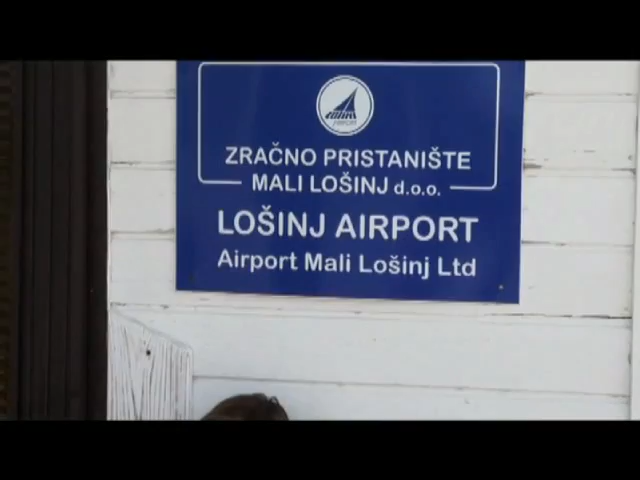 ZRAČNO PRISTANIŠTE
MALI LOŠINJ d.o.o.
LOŠINJ AIRPORT
Airport Mali Lošinj Ltd